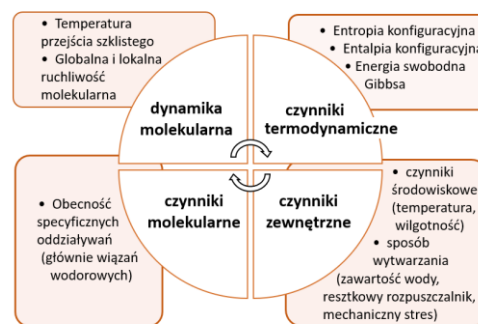 • Temperatura
przejścia szklistego
• Globalna i lokalna
ruchliwość
molekularna
• Entropia konfiguracyjna
• Entalpia konfiguracyjna
• Energia swobodna
Gibbsa
dynamika
molekularna
czynniki
termodynamiczne
czynniki
molekularne
czynniki
zewnętrzne
• Obecność
specyficznych
oddziaływań
(głównie wiązań
wodorowych)
• czynniki
środowiskowe
(temperatura,
wilgotność)
• sposób
wytwarzania
(zawartość wody,
resztkowy rozpuszczalnik,
mechaniczny stres)